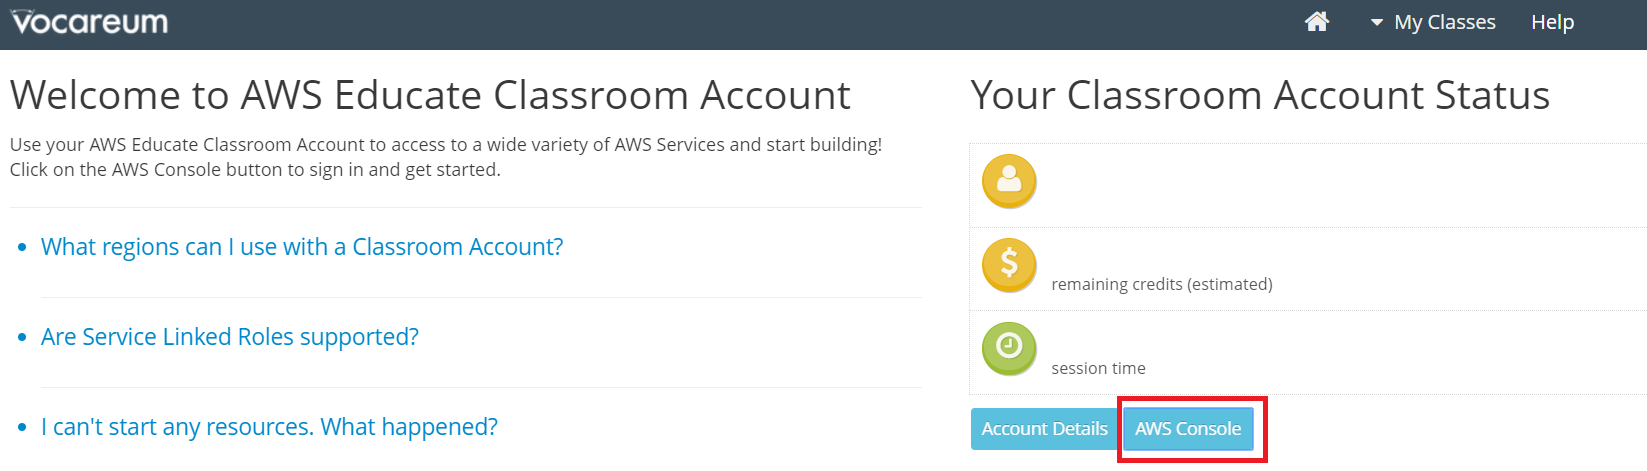 vocareum
My Classes
Help
Welcome to AWS Educate Classroom Account
Use your AWS Educate Classroom Account to access to a wide variety of AWS Services and start building!
Click on the AWS Console button to sign in and get started.
What regions can I use with a Classroom Account?
Are Service Linked Roles supported?
I can't start any resources. What happened?
Your Classroom Account Status
$
remaining credits (estimated)
session time
Account Details
AWS Console